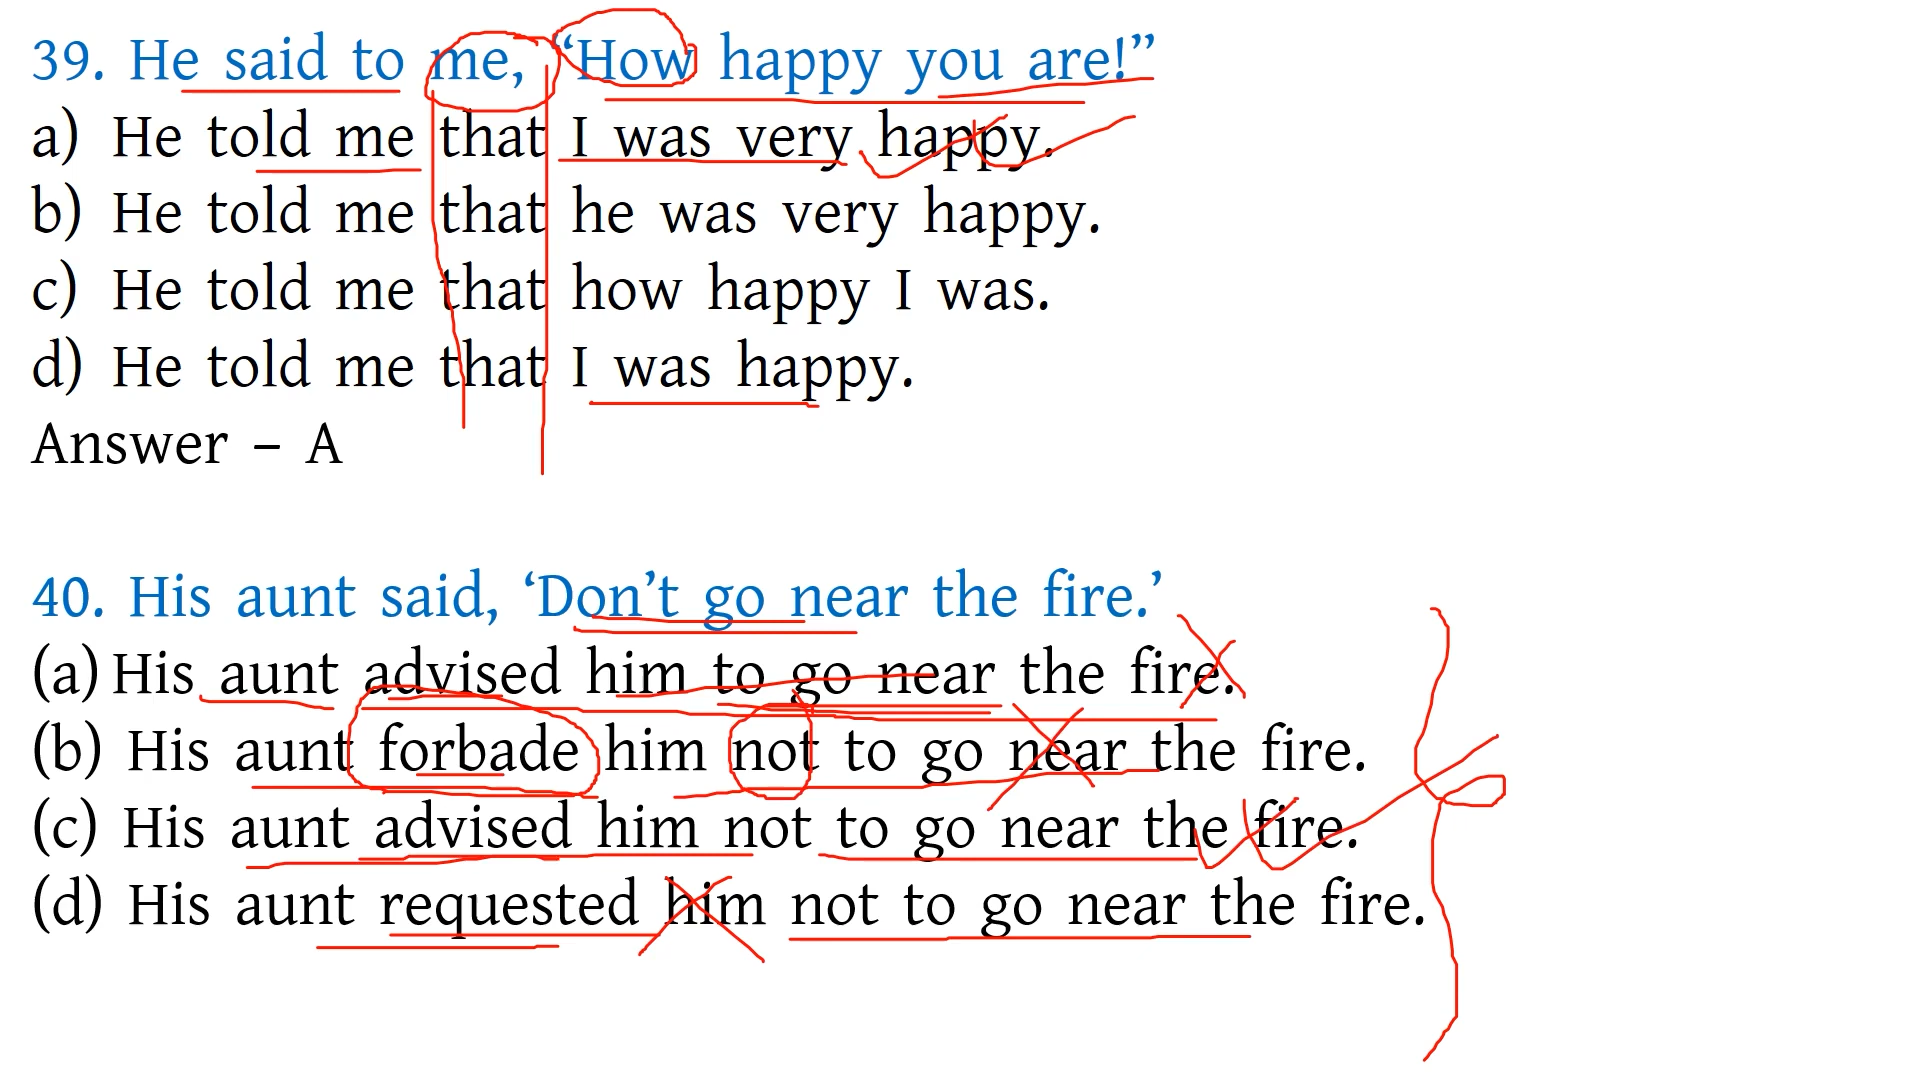 39. He said to me, ‘How happy you are!”
a) He told me that I was very happy.
b) He told me that he was very happy.
c) He told me that how happy I was.
d) He told me that I was happy.
Answer – A
40. His aunt said, ‘Don’t go near the fire.’
(a) His aunt advised him to go near the fire.
(b) His aunt forbade him not to go near the fire.
(c) His aunt advised him not to go near the fire.
(d) His aunt requested him not to go near the fire.